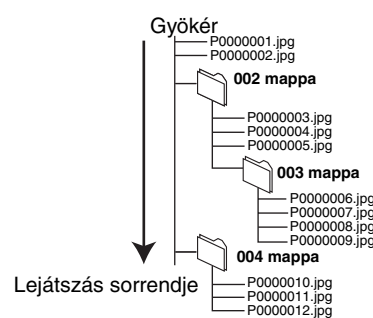 Gyökér
P0000001.jpg
P0000002.jpg
002 mappa
P0000003.jpg
P0000004.jpg
P0000005.jpg
003 mappa
P0000006.jpg
P0000007.jpg
P0000008.jpg
P0000009.jpg
004 mappa
Lejátszás sorrendje
P0000010.jpg
P0000011.jpg
P0000012.jpg